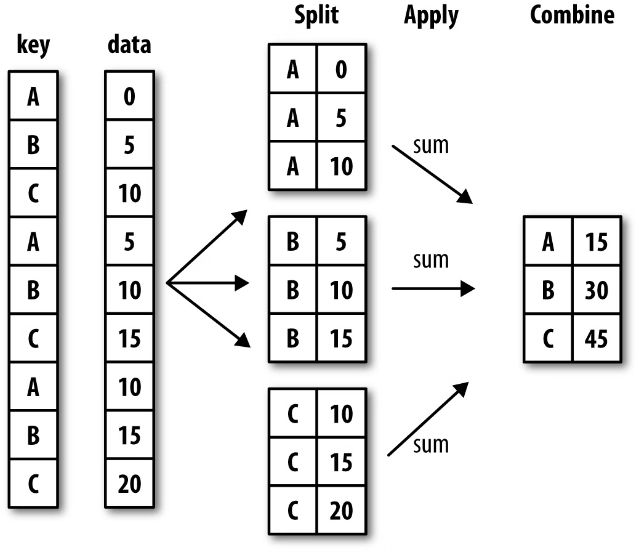 Split Apply Combine
key data
A 0
B 5
C 10
A 5
B 10
C 15
A 10
B 15
C 20
A 0
A 5
A 10
B 5
B 10
B 15
C 10
C 15
C 20
sum
sum
sum
A 15
B 30
C 45